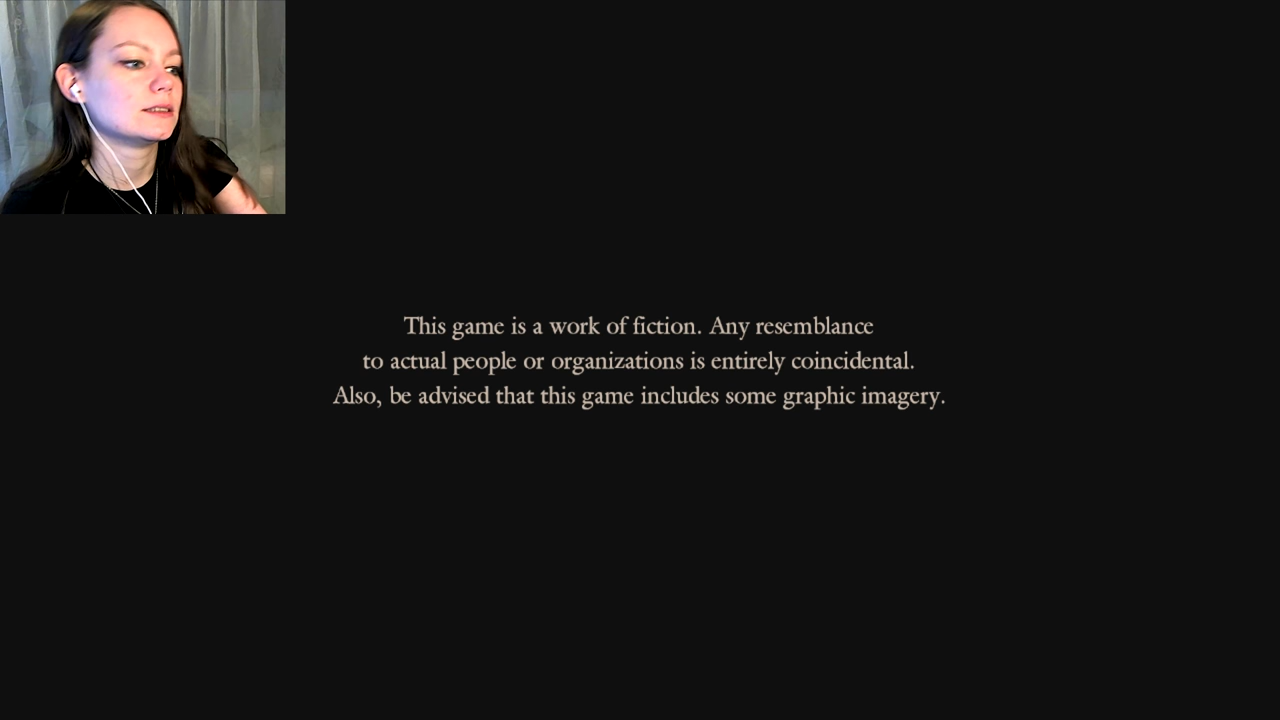 This game is a work of fiction. Any resemblance
to actual people or organizations is entirely coincidental.
Also, be advised that this game includes some graphic imagery.